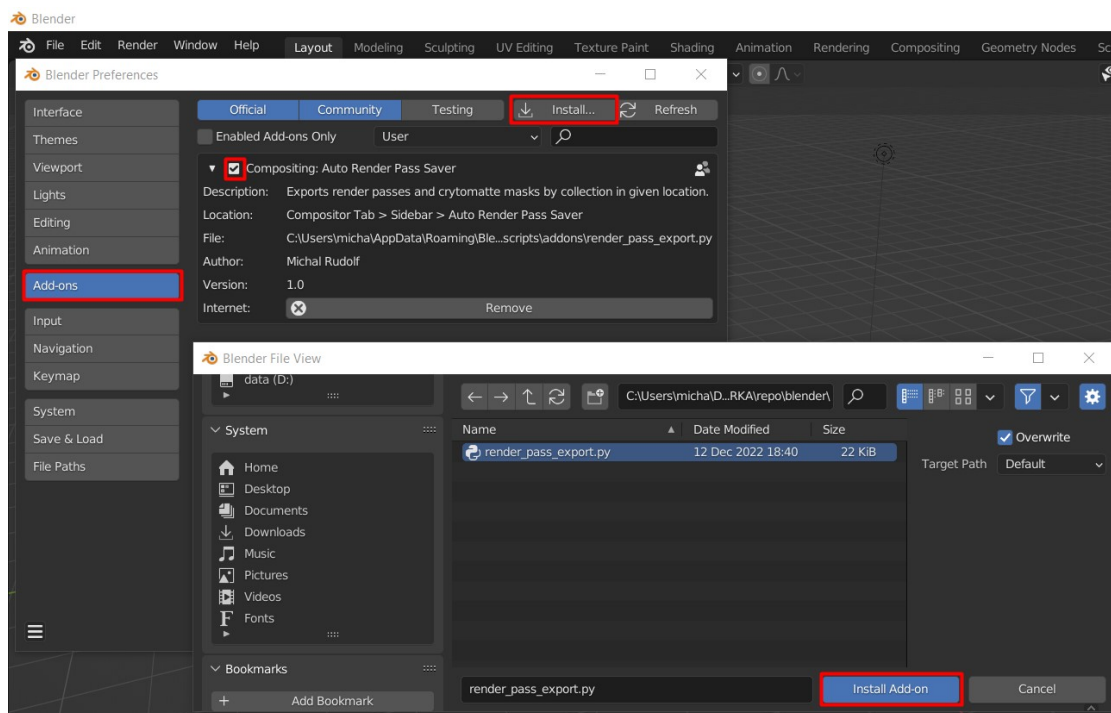 Blender
File Edit Render Window Help Layout Modeling Sculpting UV Editing Texture Paint Shading Animation Rendering Compositing Geometry Nodes Sc
Blender Preferences
Interface
Themes
Viewport
Lights
Editing
Animation
Add-ons
Input
Navigation
Keymap
System
Save & Load
File Paths
Official Community Testing Install... Refresh
Enabled Add-ons Only User
Compositing: Auto Render Pass Saver
Description: Exports render passes and crytomatte masks by collection in given location.
Location: Compositor Tab > Sidebar > Auto Render Pass Saver
File: C:\Users\micha\AppData\Roaming\Ble...scripts\addons\render_pass_export.py
Author: Michal Rudolf
Version: 1.0
Internet: Remove
Blender File View
data (D:)
System
Home
Desktop
Documents
Downloads
Music
Pictures
Videos
Fonts
Bookmarks
Add Bookmark
C:\Users\micha\D...RKA\repo\blender\
Name Date Modified Size
render_pass_export.py 12 Dec 2022 18:40 22 KiB
Overwrite
Target Path Default
render_pass_export.py Install Add-on Cancel